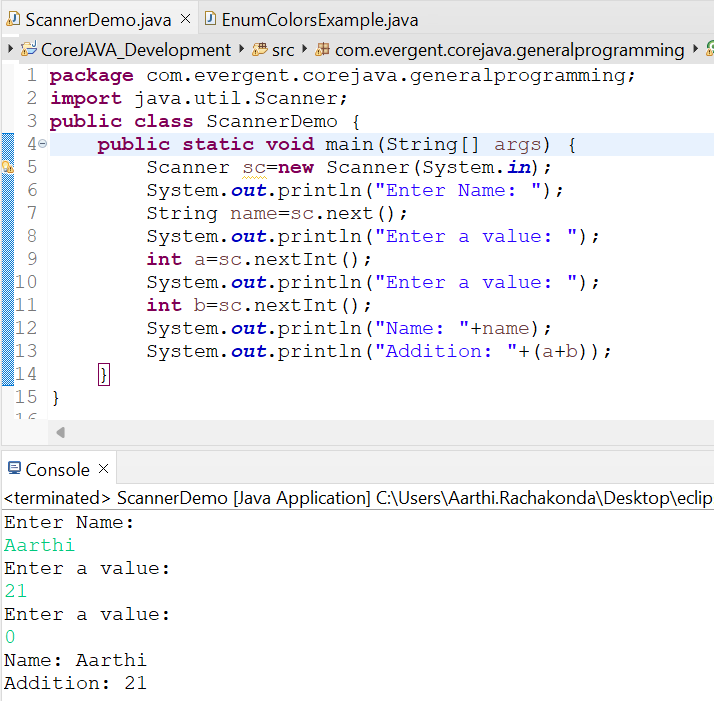 ScannerDemo.java × EnumColorsExample.java
CoreJAVA_Development src com.evergent.corejava.generalprogramming
1 package com.evergent.corejava.generalprogramming;
2 import java.util.Scanner;
3 public class ScannerDemo {
4 public static void main(String[] args) {
5 Scanner sc=new Scanner(System.in);
6 System.out.println("Enter Name: ");
7 String name=sc.next();
8 System.out.println("Enter a value: ");
9 int a=sc.nextInt();
10 System.out.println("Enter a value: ");
11 int b=sc.nextInt();
12 System.out.println("Name: "+name);
13 System.out.println("Addition: "+(a+b));
14 }
15 }
16
Console ×
<terminated> ScannerDemo [Java Application] C:\Users\Aarthi.Rachakonda\Desktop\eclip
Enter Name:
Aarthi
Enter a value:
21
Enter a value:
0
Name: Aarthi
Addition: 21